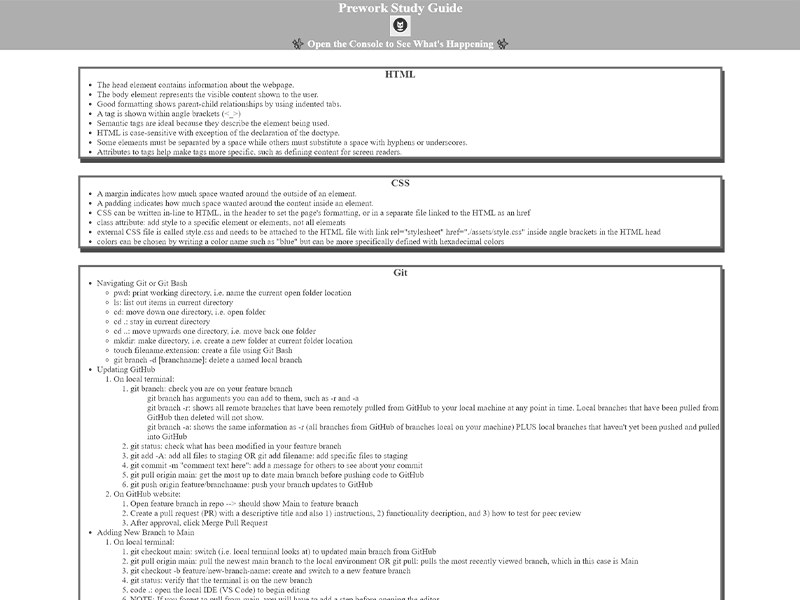 Prework Study Guide
Open the Console to See What's Happening
HTML
The head element contains information about the webpage.
The body element represents the visible content shown to the user.
Good formatting shows parent-child relationships by using indented tabs.
A tag is shown within angle brackets (<_>)
Semantic tags are ideal because they describe the element being used.
HTML is case-sensitive with exception of the declaration of the doctype.
Some elements must be separated by a space while others must substitute a space with hyphens or underscores.
Attributes to tags help make tags more specific, such as defining content for screen readers.
CSS
A margin indicates how much space wanted around the outside of an element.
A padding indicates how much space wanted around the content inside an element.
CSS can be written in-line to HTML, in the header to set the page's formatting, or in a separate file linked to the HTML as an href
class attribute: add style to a specific element or elements, not all elements
external CSS file is called style.css and needs to be attached to the HTML file with link rel="stylesheet" href="./assets/style.css" inside angle brackets in the HTML head
colors can be chosen by writing a color name such as "blue" but can be more specifically defined with hexadecimal colors
Git
Navigating Git or Git Bash
pwd: print working directory, i.e. name the current open folder location
ls: list out items in current directory
cd: move down one directory, i.e. open folder
cd .: stay in current directory
cd ..: move upwards one directory, i.e. move back one folder
mkdir: make directory, i.e. create a new folder at current folder location
touch filename.extension: create a file using Git Bash
git branch -d [branchname]: delete a named local branch
Updating GitHub
1. On local terminal:
1. git branch: check you are on your feature branch
git branch has arguments you can add to them, such as -r and -a
git branch -r: shows all remote branches that have been remotely pulled from GitHub to your local machine at any point in time. Local branches that have been pulled from
GitHub then deleted will not show.
git branch -a: shows the same information as -r (all branches from GitHub of branches local on your machine) PLUS local branches that haven't yet been pushed and pulled
into GitHub
2. git status: check what has been modified in your feature branch
3. git add -A: add all files to staging OR git add filename: add specific files to staging
4. git commit -m "comment text here": add a message for others to see about your commit
5. git pull origin main: get the most up to date main branch before pushing code to GitHub
6. git push origin feature/branchname: push your branch updates to GitHub
2. On GitHub website:
1. Open feature branch in repo --> should show Main to feature branch
2. Create a pull request (PR) with a descriptive title and also 1) instructions, 2) functionality decription, and 3) how to test for peer review
3. After approval, click Merge Pull Request
Adding New Branch to Main
1. On local terminal:
1. git checkout main: switch (i.e. local terminal looks at) to updated main branch from GitHub
2. git pull origin main: pull the newest main branch to the local environment OR git pull: pulls the most recently viewed branch, which in this case is Main
3. git checkout -b feature/new-branch-name: create and switch to a new feature branch
4. git status: verify that the terminal is on the new branch
5. code .: open the local IDE (VS Code) to begin editing
6. NOTE: If you forget to pull from main, you will have to add a step before opening the editor